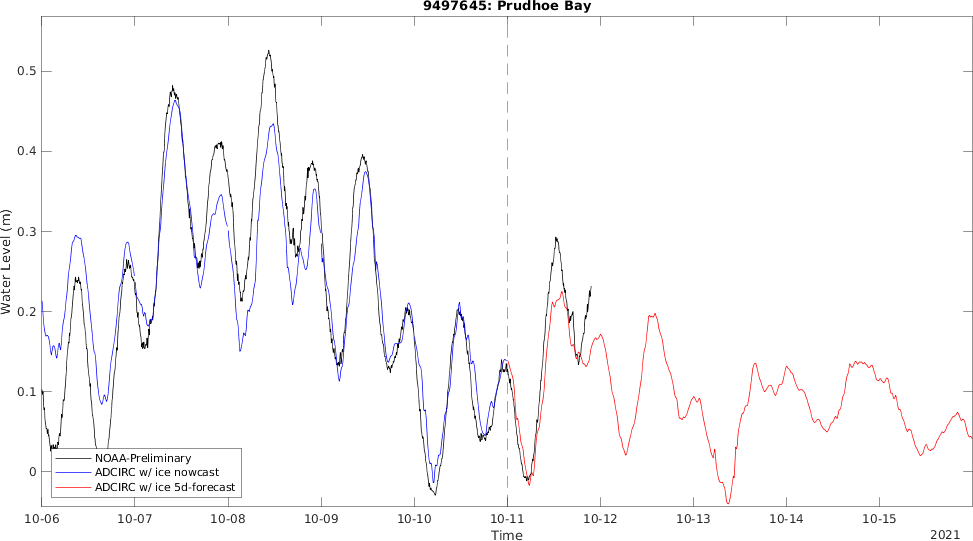 9497645: Prudhoe Bay
Water Level (m)
0.5
0.4
0.3
0.2
0.1
0
NOAA-Preliminary
ADCIRC w/ ice nowcast
ADCIRC w/ ice 5d-forecast
10-06 10-07 10-08 10-09 10-10 10-11 10-12 10-13 10-14 10-15
Time
2021